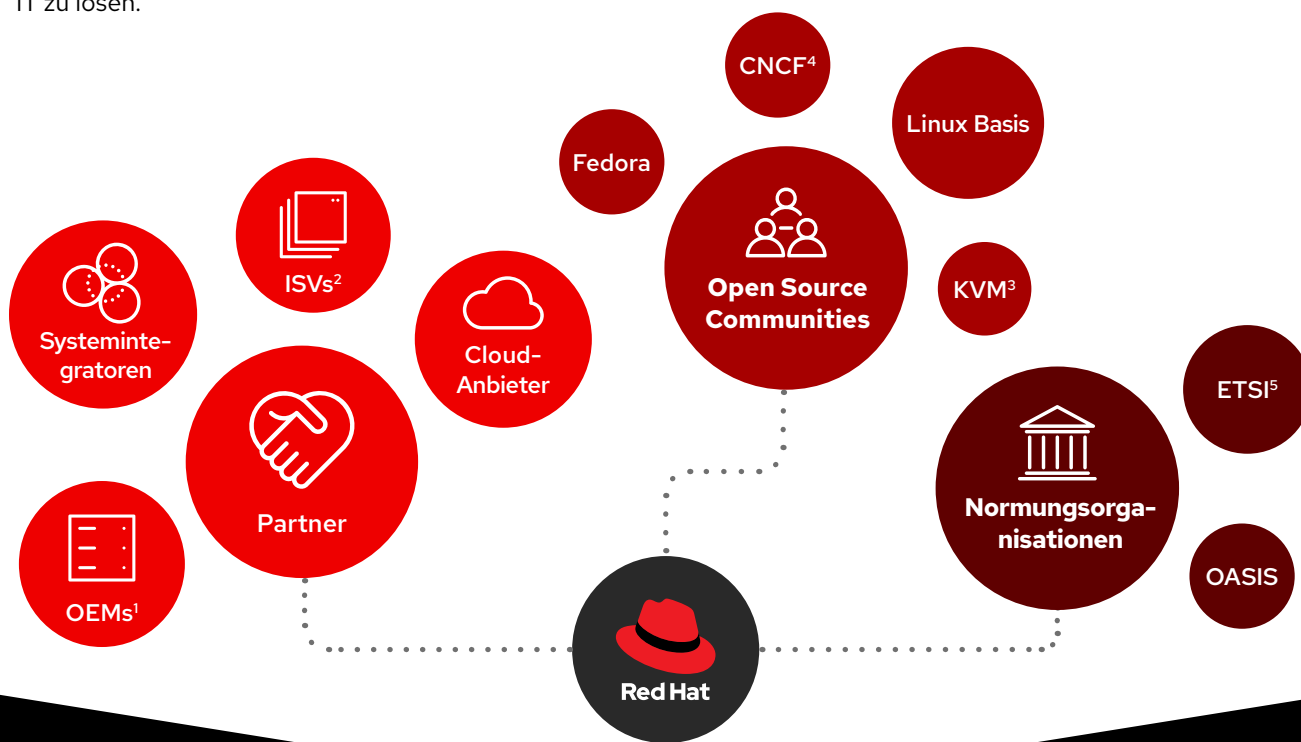 IT zu lösen.
CNCF⁴
Linux Basis
Fedora
Open Source
Communities
KVM³
ISVs²
Systeminte-
gratoren
Cloud-
Anbieter
Partner
OEMs¹
ETSI⁵
Normungsorga-
nisationen
OASIS
Red Hat